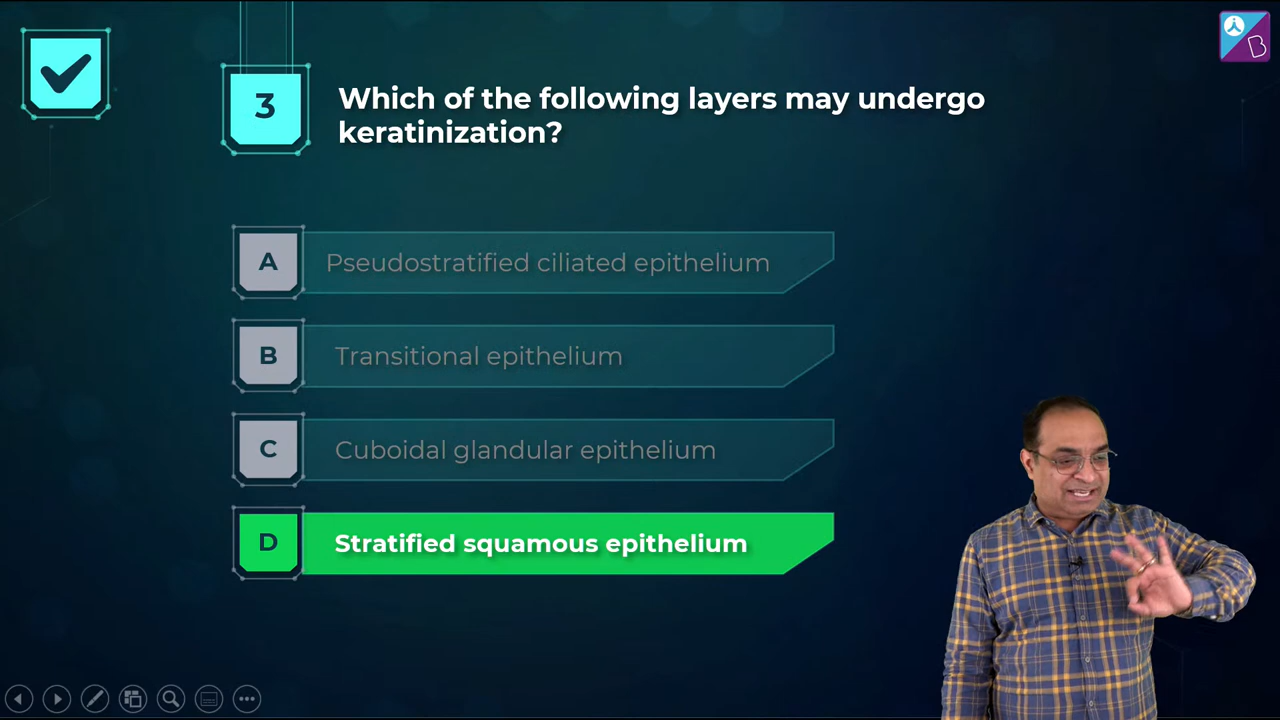 3
Which of the following layers may undergo
keratinization?
A
Pseudostratified ciliated epithelium
B
Transitional epithelium
C
Cuboidal glandular epithelium
D
Stratified squamous epithelium
B